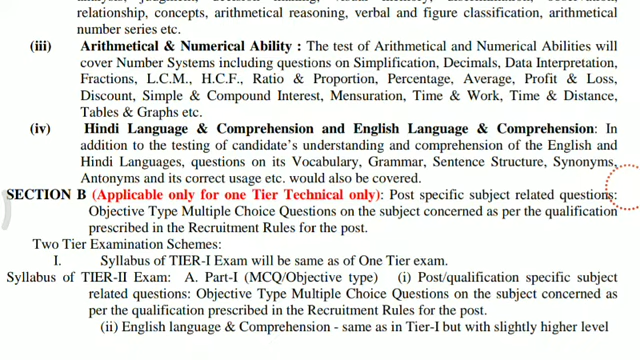 relationship, concepts, arithmetical reasoning, verbal and figure classification, arithmetical
number series etc.
(iii) Arithmetical & Numerical Ability : The test of Arithmetical and Numerical Abilities will
cover Number Systems including questions on Simplification, Decimals, Data Interpretation,
Fractions, L.C.M., H.C.F., Ratio & Proportion, Percentage, Average, Profit & Loss,
Discount, Simple & Compound Interest, Mensuration, Time & Work, Time & Distance,
Tables & Graphs etc.
(iv) Hindi Language & Comprehension and English Language & Comprehension: In
addition to the testing of candidate's understanding and comprehension of the English and
Hindi Languages, questions on its Vocabulary, Grammar, Sentence Structure, Synonyms,
Antonyms and its correct usage etc. would also be covered.
SECTION B (Applicable only for one Tier Technical only): Post specific subject related questions:
Objective Type Multiple Choice Questions on the subject concerned as per the qualification
prescribed in the Recruitment Rules for the post.
Two Tier Examination Schemes:
I. Syllabus of TIER-I Exam will be same as of One Tier exam.
Syllabus of TIER-II Exam: A. Part-I (MCQ/Objective type) (i) Post/qualification specific subject
related questions: Objective Type Multiple Choice Questions on the subject concerned as
per the qualification prescribed in the Recruitment Rules for the post.
(ii) English language & Comprehension - same as in Tier-I but with slightly higher level